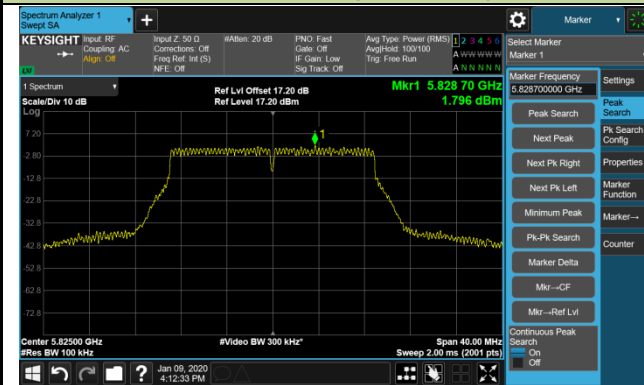 Spectrum Analyzer 1
Swept SA
+
Marker
KEYSIGHT
Input: RF
Coupling: AC
Align: Off
Input Z: 50 Ω
Corrections: Off
Freq Ref: Int (S)
NFE: Off
#Atten: 20 dB
PNO: Fast
Gate: Off
IF Gain: Low
Sig Track: Off
Avg Type: Power (RMS)
Avg|Hold: 100/100
Trig: Free Run
1 2 3 4 5 6
A W W W W W
A N N N N N
LXI
Select Marker
Marker 1
1 Spectrum
Scale/Div 10 dB
Log
Ref Lvl Offset 17.20 dB
Ref Level 17.20 dBm
Mkr1 5.828 70 GHz
1.796 dBm
1
7.20
-2.80
-12.8
-22.8
-32.8
-42.8
-52.8
-62.8
-72.8
Center 5.82500 GHz
#Res BW 100 kHz
#Video BW 300 kHz*
Span 40.00 MHz
Sweep 2.00 ms (2001 pts)
Marker Frequency
5.828700000 GHz
Peak Search
Next Peak
Next Pk Right
Next Pk Left
Minimum Peak
Pk-Pk Search
Marker Delta
Mkr→CF
Mkr→Ref Lvl
Continuous Peak
Search
On
Off
Settings
Peak
Search
Pk Search
Config
Properties
Marker
Function
Marker→
Counter
?
Jan 09, 2020
4:12:33 PM